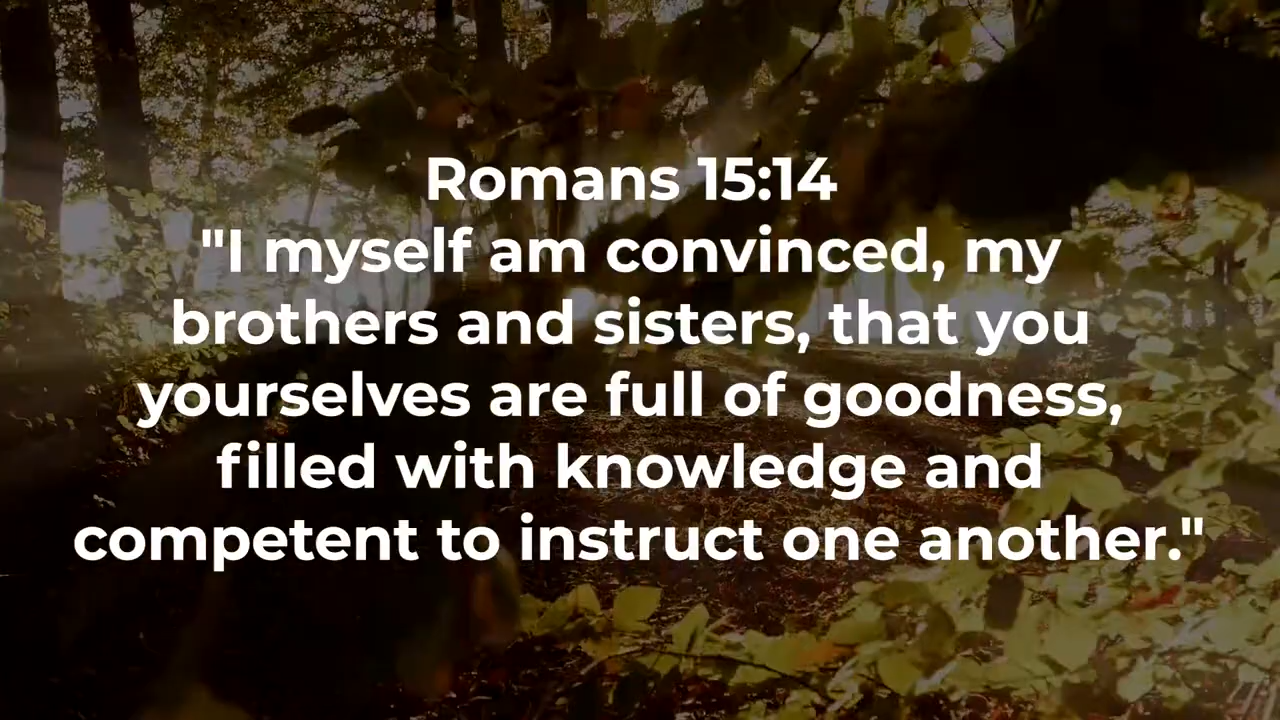 Romans 15:14
"I myself am convinced, my
brothers and sisters, that you
yourselves are full of goodness,
filled with knowledge and
competent to instruct one another."